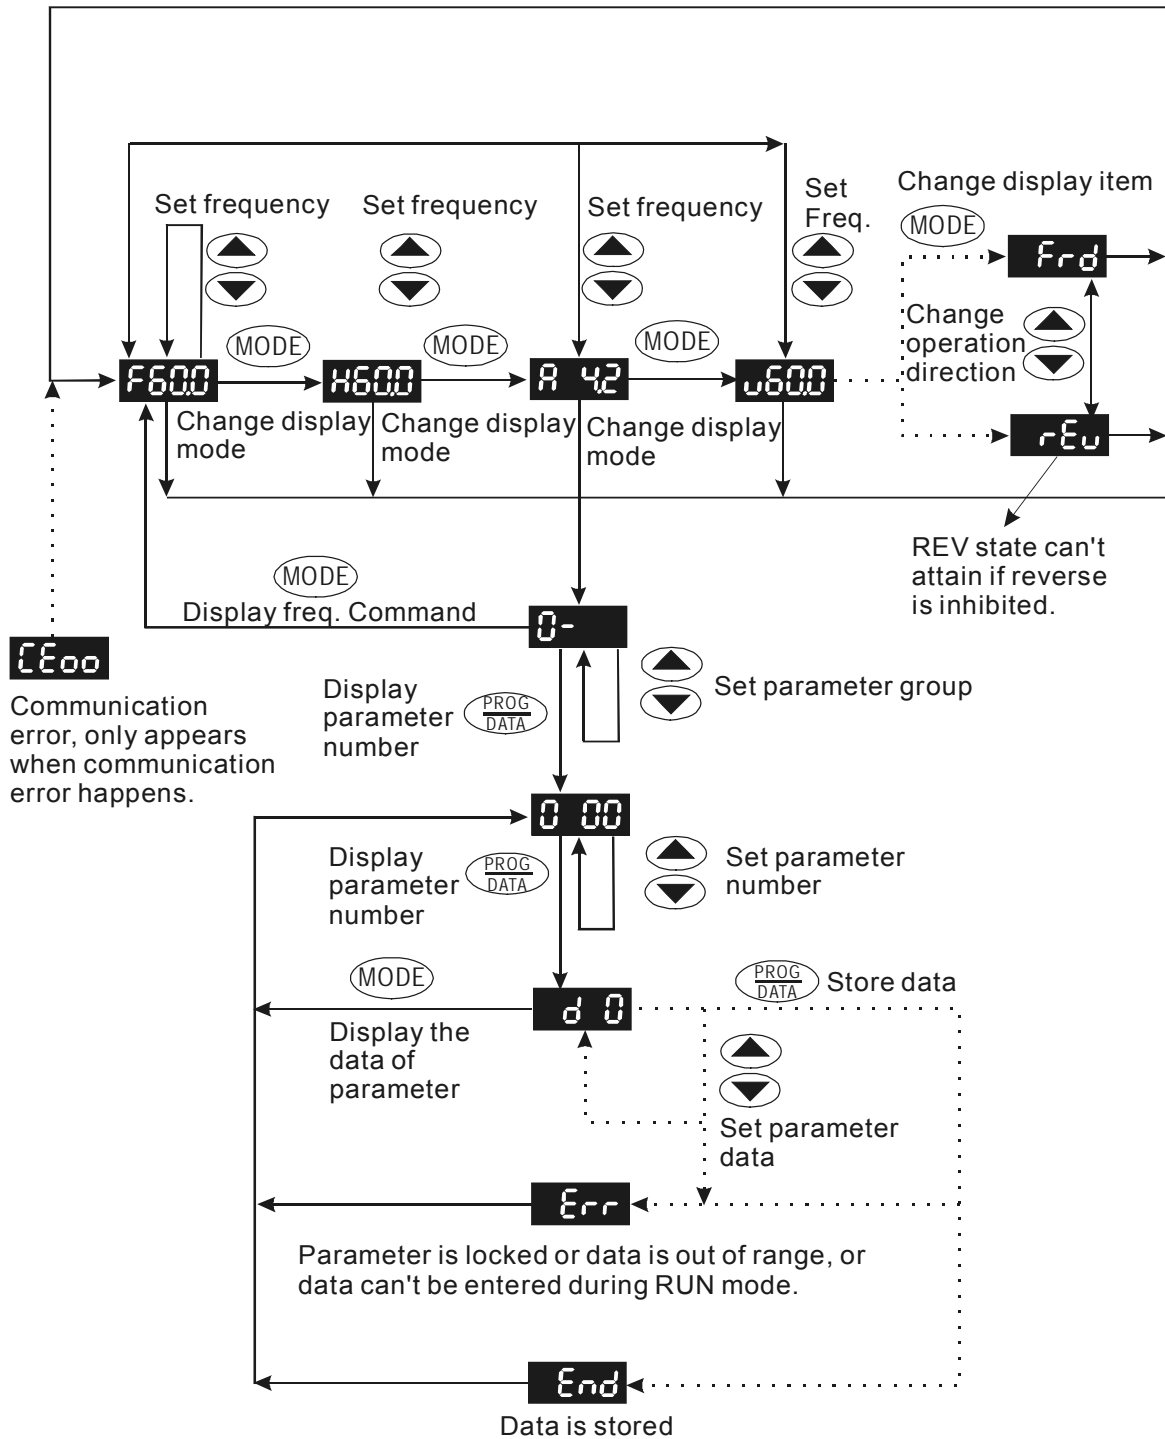 Change display item
Set frequency
Set frequency
Set frequency
Set
Freq.
MODE
Frd
MODE
MODE
MODE
Change
operation
direction
F60.0
H60.0
A 4.2
u60.0
rEu
Change display
mode
Change display
mode
Change display
mode
REV state can't
attain if reverse
is inhibited.
MODE
Display freq. Command
0-
CEoo
Communication
error, only appears
when communication
error happens.
Display
parameter
number
PROG
DATA
Set parameter group
0 00
Display
parameter
number
PROG
DATA
Set parameter
number
MODE
d 0
PROG
DATA
Store data
Display the
data of
parameter
Set parameter
data
Err
Parameter is locked or data is out of range, or
data can't be entered during RUN mode.
End
Data is stored